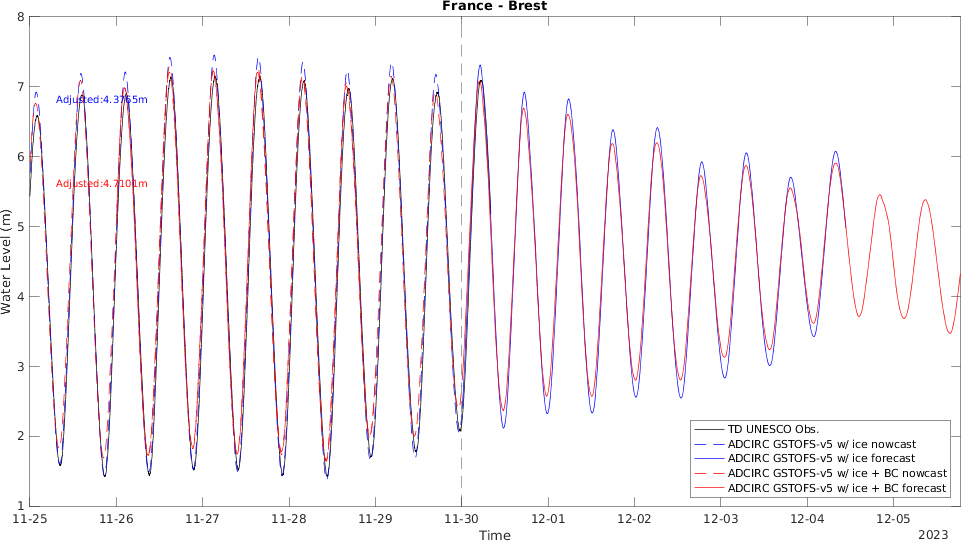 France - Brest
8
7
6
5
4
3
2
1
Water Level (m)
Adjusted:4.3765m
Adjusted:4.7101m
TD UNESCO Obs.
ADCIRC GSTOFS-v5 w/ ice nowcast
ADCIRC GSTOFS-v5 w/ ice forecast
ADCIRC GSTOFS-v5 w/ ice + BC nowcast
ADCIRC GSTOFS-v5 w/ ice + BC forecast
11-25 11-26 11-27 11-28 11-29 11-30 12-01 12-02 12-03 12-04 12-05
Time
2023